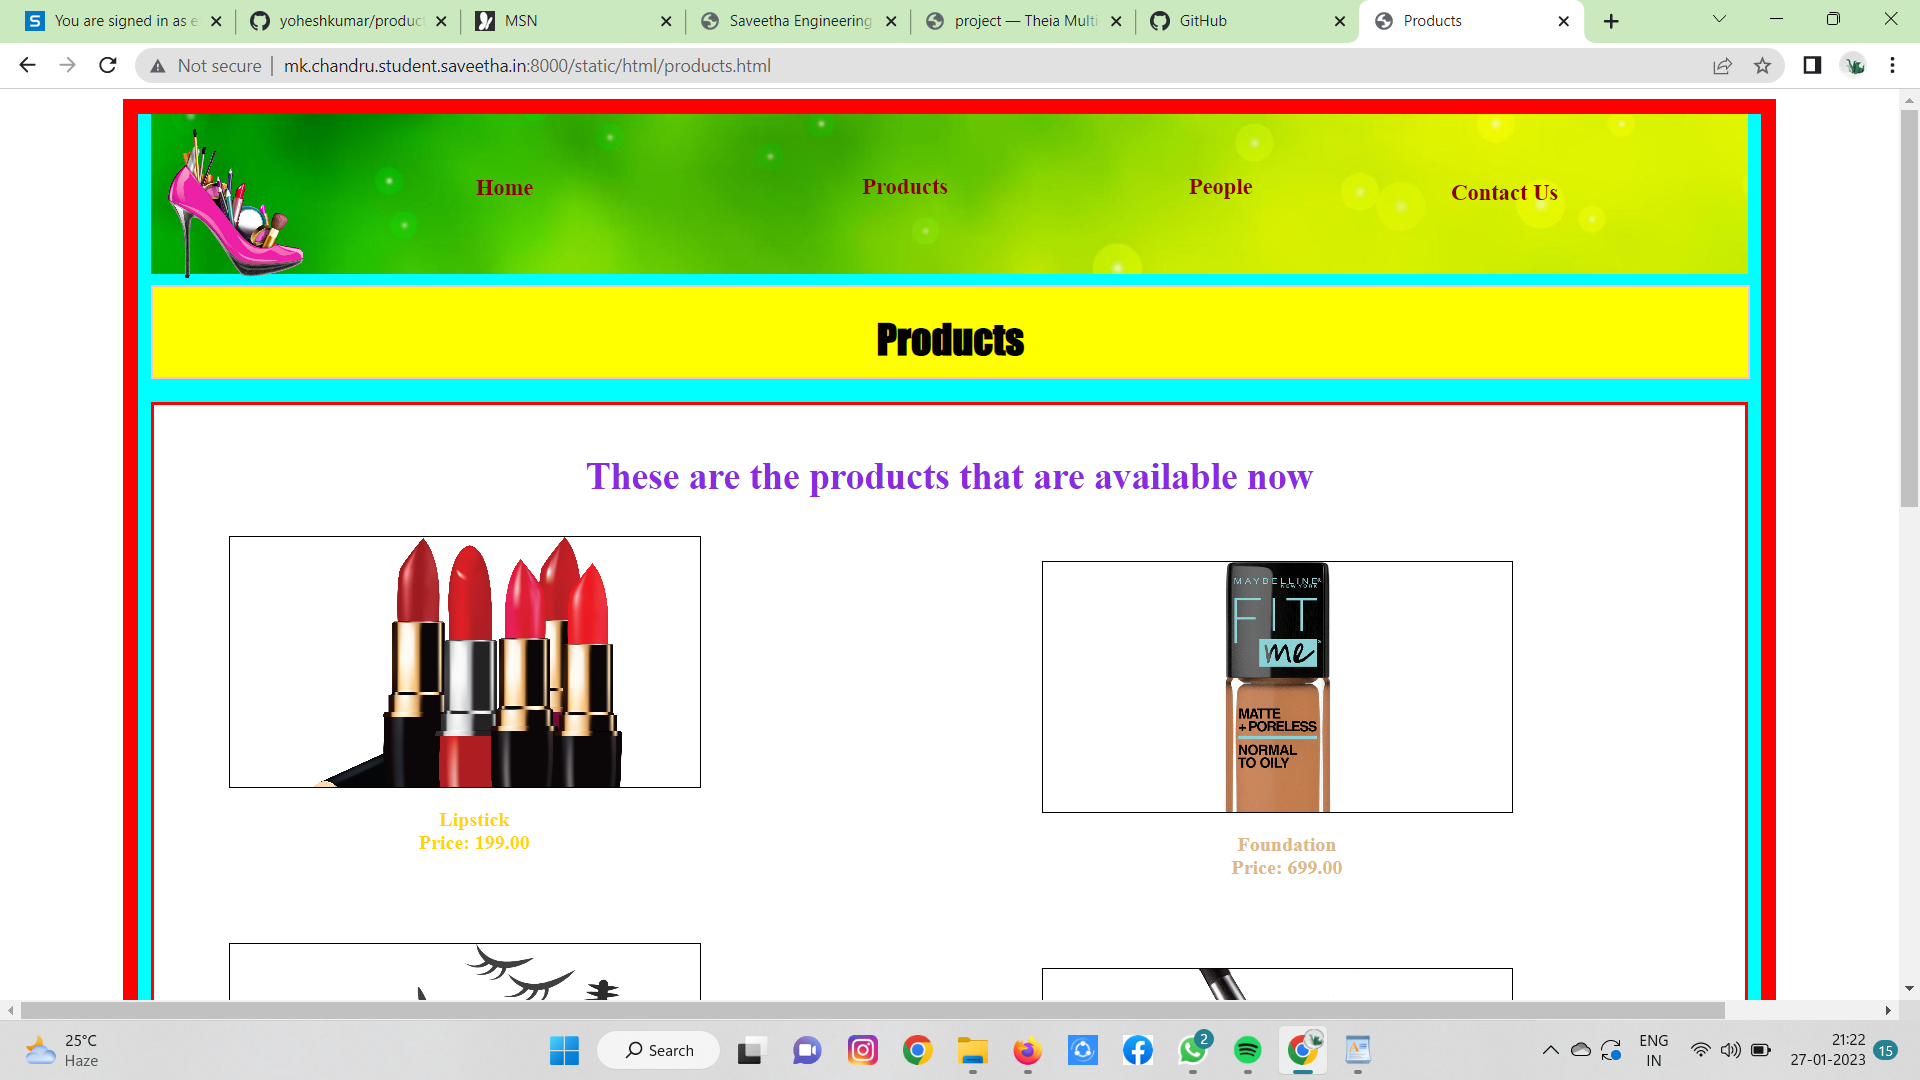 You are signed in as e
yoheshkumar/product
MSN
Saveetha Engineering
project — Theia Multi
GitHub
Products
Not secure
mk.chandru.student.saveetha.in:8000/static/html/products.html
Home
Products
People
Contact Us
Products
These are the products that are available now
MAYBELLINE
NEW YORK
FIT
me
MATTE
+ PORELESS
NORMAL
TO OILY
Lipstick
Price: 199.00
Foundation
Price: 699.00
25°C
Haze
Search
2
ENG
IN
21:22
27-01-2023
15